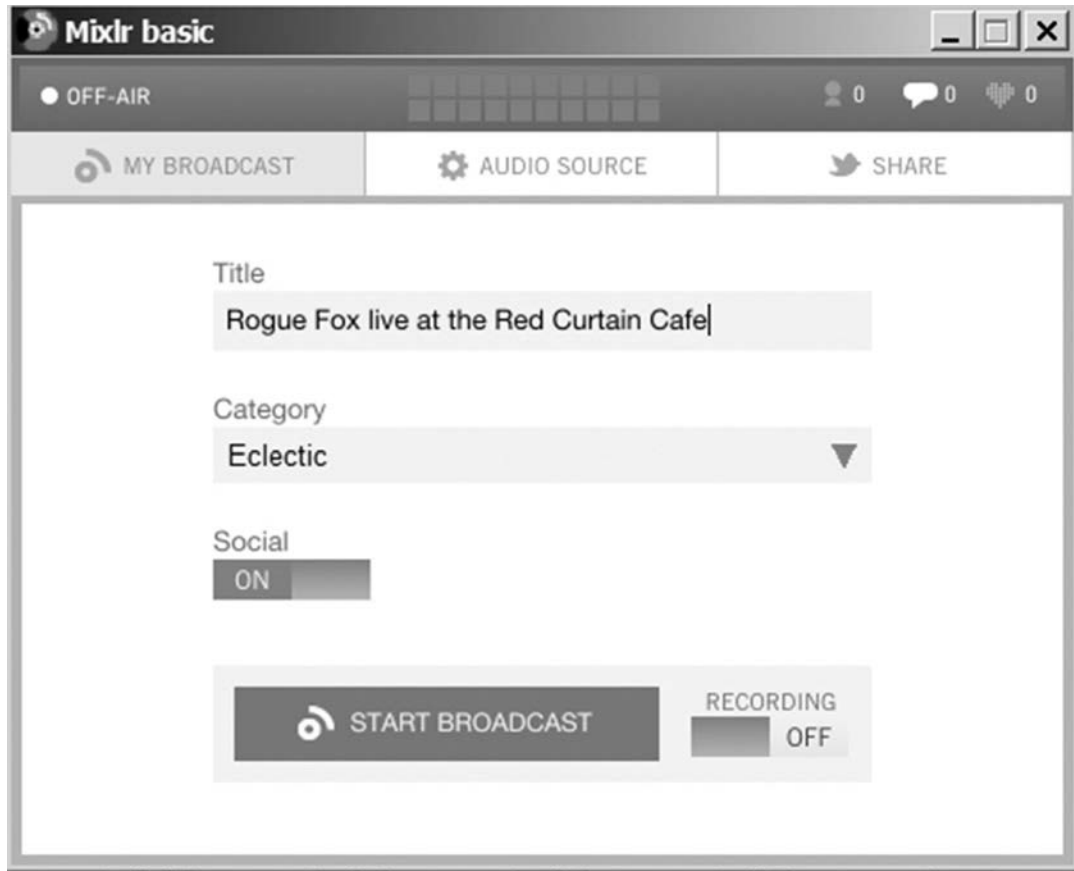 Mixlr basic
OFF-AIR 0 0 0
MY BROADCAST AUDIO SOURCE SHARE
Title
Rogue Fox live at the Red Curtain Cafe
Category
Eclectic
Social
ON
START BROADCAST
RECORDING
OFF